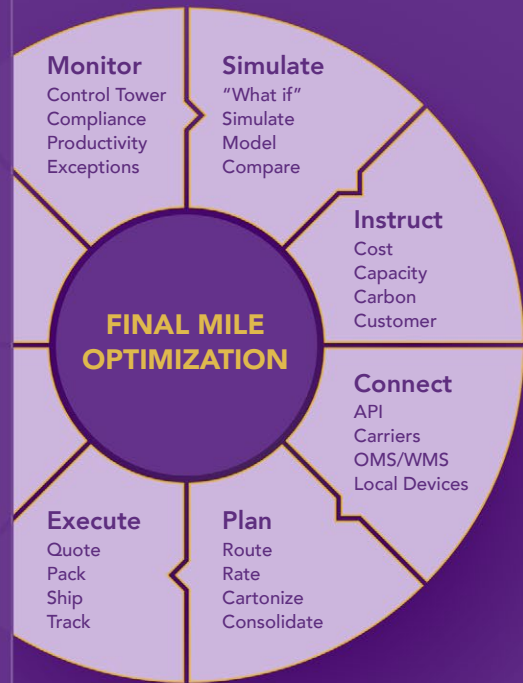 Monitor
Control Tower
Compliance
Productivity
Exceptions
Simulate
“What if”
Simulate
Model
Compare
Instruct
Cost
Capacity
Carbon
Customer
FINAL MILE
OPTIMIZATION
Connect
API
Carriers
OMS/WMS
Local Devices
Execute
Quote
Pack
Ship
Track
Plan
Route
Rate
Cartonize
Consolidate